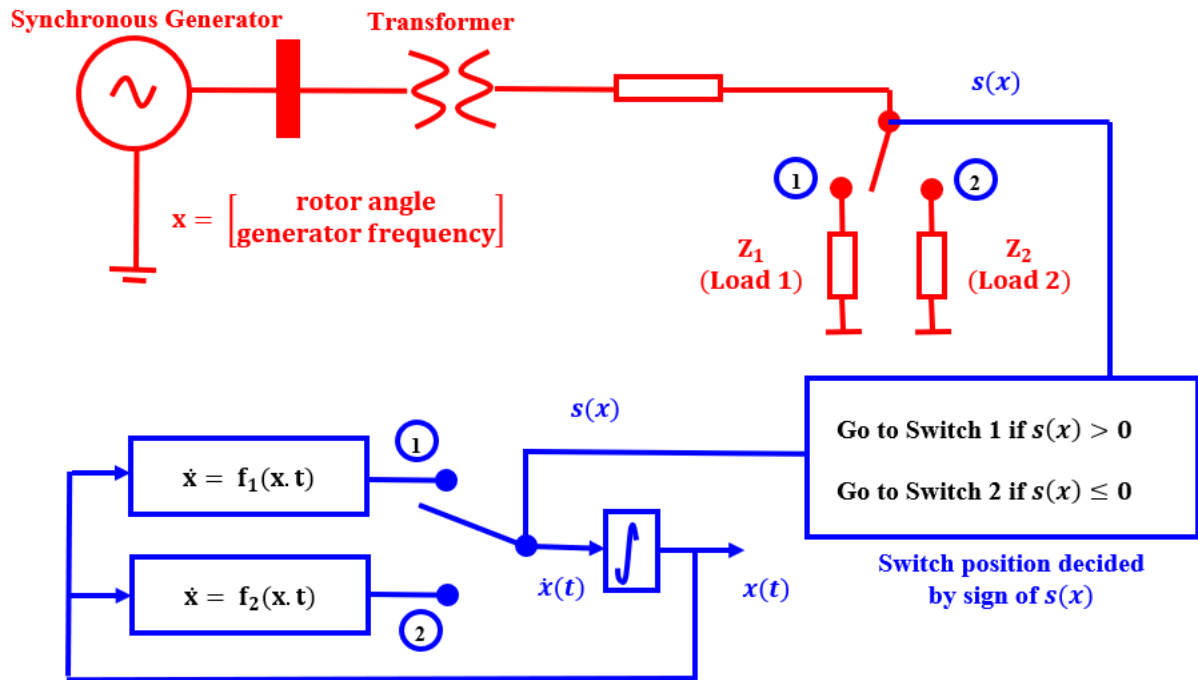 Synchronous Generator
Transformer
s(x)
1
2
x = [rotor angle
generator frequency]
Z₁
(Load 1)
Z₂
(Load 2)
s(x)
Go to Switch 1 if s(x) > 0
Go to Switch 2 if s(x) ≤ 0
1
ẋ = f₁(x.t)
ẋ = f₂(x.t)
2
ẋ(t)
∫
x(t)
Switch position decided
by sign of s(x)